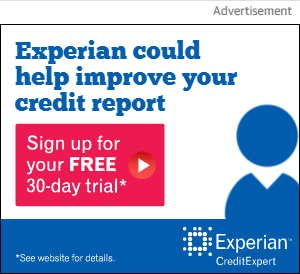 Advertisement
Experian could
help improve your
credit report
Sign up for
your FREE
30-day trial*
Experian™
CreditExpert
*See website for details.